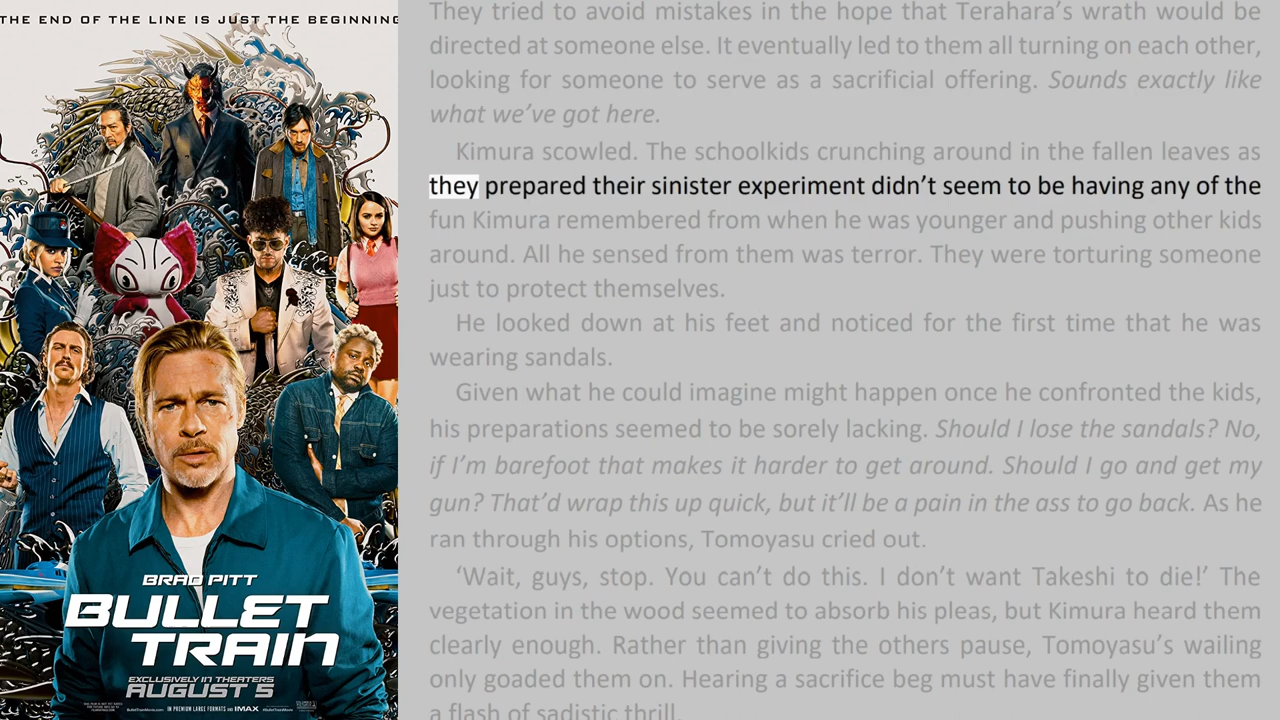 THE END OF THE LINE IS JUST THE BEGINNING
BRAD PITT
BULLET
TRAIN
EXCLUSIVELY IN THEATERS
AUGUST 5
BulletTrainMovie.com
IN PREMIUM LARGE FORMATS and IMAX
#BulletTrainMovie
They tried to avoid mistakes in the hope that Terahara’s wrath would be
directed at someone else. It eventually led to them all turning on each other,
looking for someone to serve as a sacrificial offering. Sounds exactly like
what we’ve got here.
Kimura scowled. The schoolkids crunching around in the fallen leaves as
they prepared their sinister experiment didn’t seem to be having any of the
fun Kimura remembered from when he was younger and pushing other kids
around. All he sensed from them was terror. They were torturing someone
just to protect themselves.
He looked down at his feet and noticed for the first time that he was
wearing sandals.
Given what he could imagine might happen once he confronted the kids,
his preparations seemed to be sorely lacking. Should I lose the sandals? No,
if I’m barefoot that makes it harder to get around. Should I go and get my
gun? That’d wrap this up quick, but it’ll be a pain in the ass to go back. As he
ran through his options, Tomoyasu cried out.
‘Wait, guys, stop. You can’t do this. I don’t want Takeshi to die!’ The
vegetation in the wood seemed to absorb his pleas, but Kimura heard them
clearly enough. Rather than giving the others pause, Tomoyasu’s wailing
only goaded them on. Hearing a sacrifice beg must have finally given them
a flash of sadistic thrill.